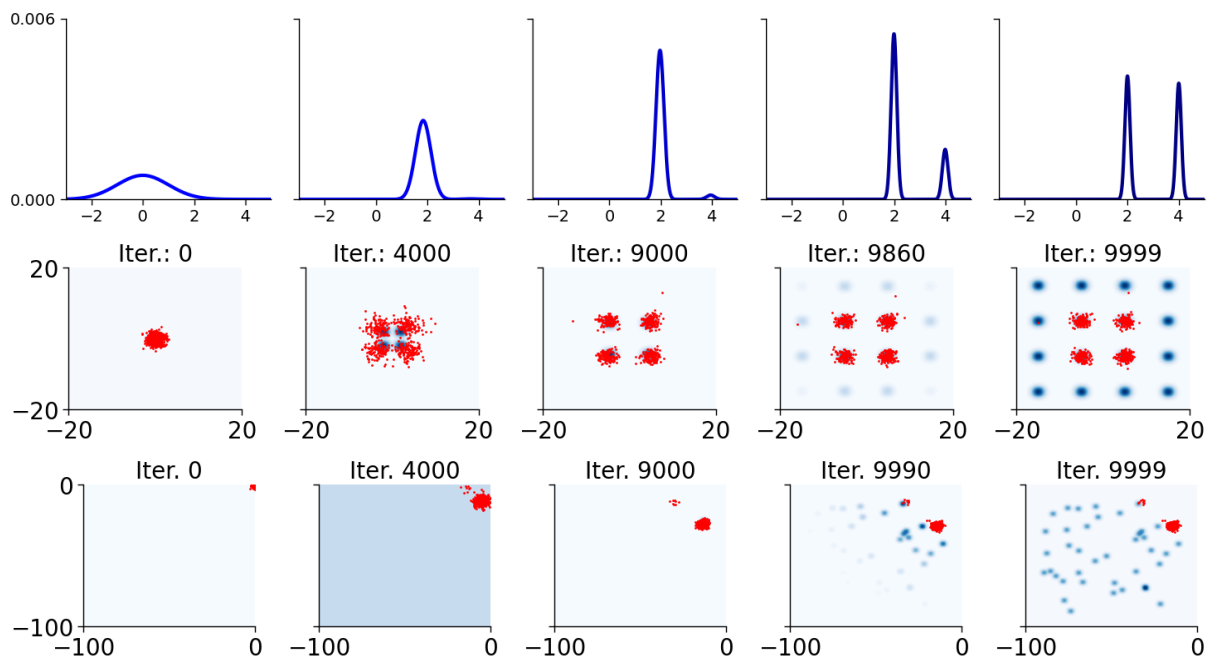 0.006
0.000
−2 0 2 4 −2 0 2 4 −2 0 2 4 −2 0 2 4 −2 0 2 4
Iter.: 0 Iter.: 4000 Iter.: 9000 Iter.: 9860 Iter.: 9999
20
−20
−20 20 −20 20 −20 20 −20 20 −20 20
Iter. 0 Iter. 4000 Iter. 9000 Iter. 9990 Iter. 9999
0
−100
−100 0 −100 0 −100 0 −100 0 −100 0